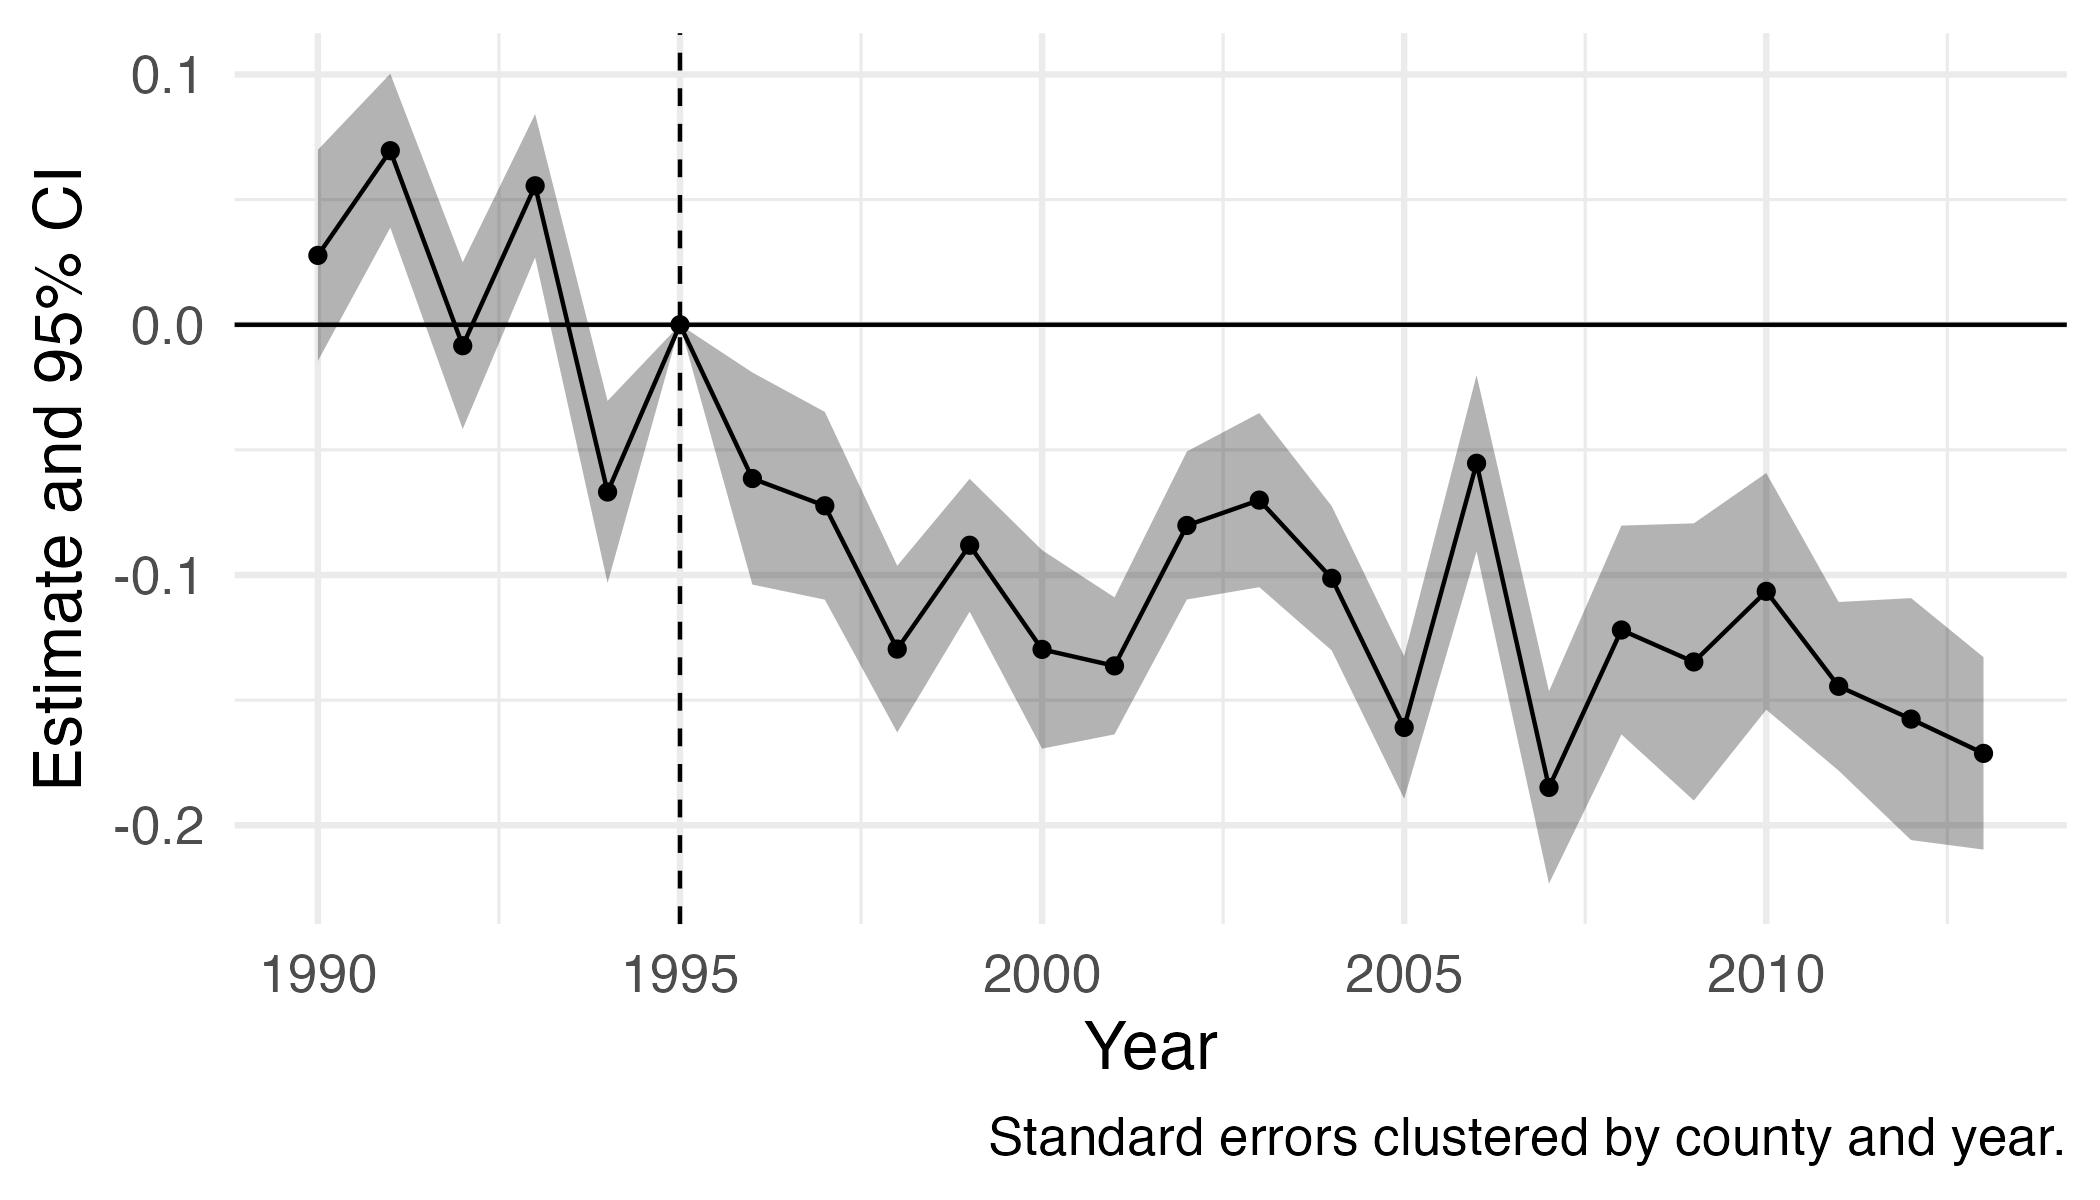 Estimate and 95% CI
0.1
0.0
-0.1
-0.2
1990 1995 2000 2005 2010
Year
Standard errors clustered by county and year.